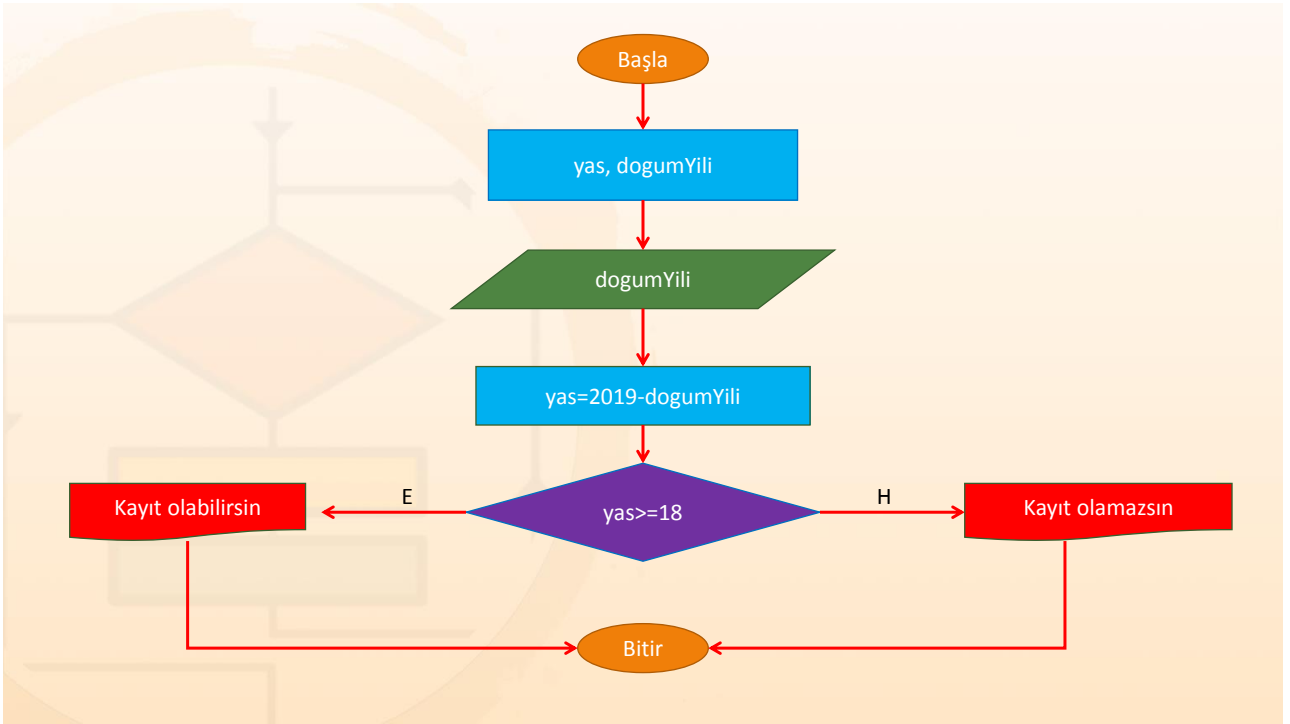 Başla
yas, dogumYili
dogumYili
yas=2019-dogumYili
yas>=18
E
H
Kayıt olabilirsin
Kayıt olamazsın
Bitir